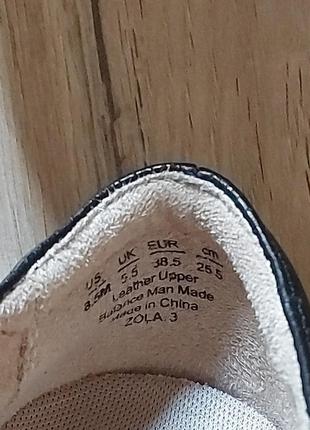 US UK EUR cm
8.5M 5.5 38.5 25.5
Leather Upper
Balance Man Made
Made in China
ZOLA. 3